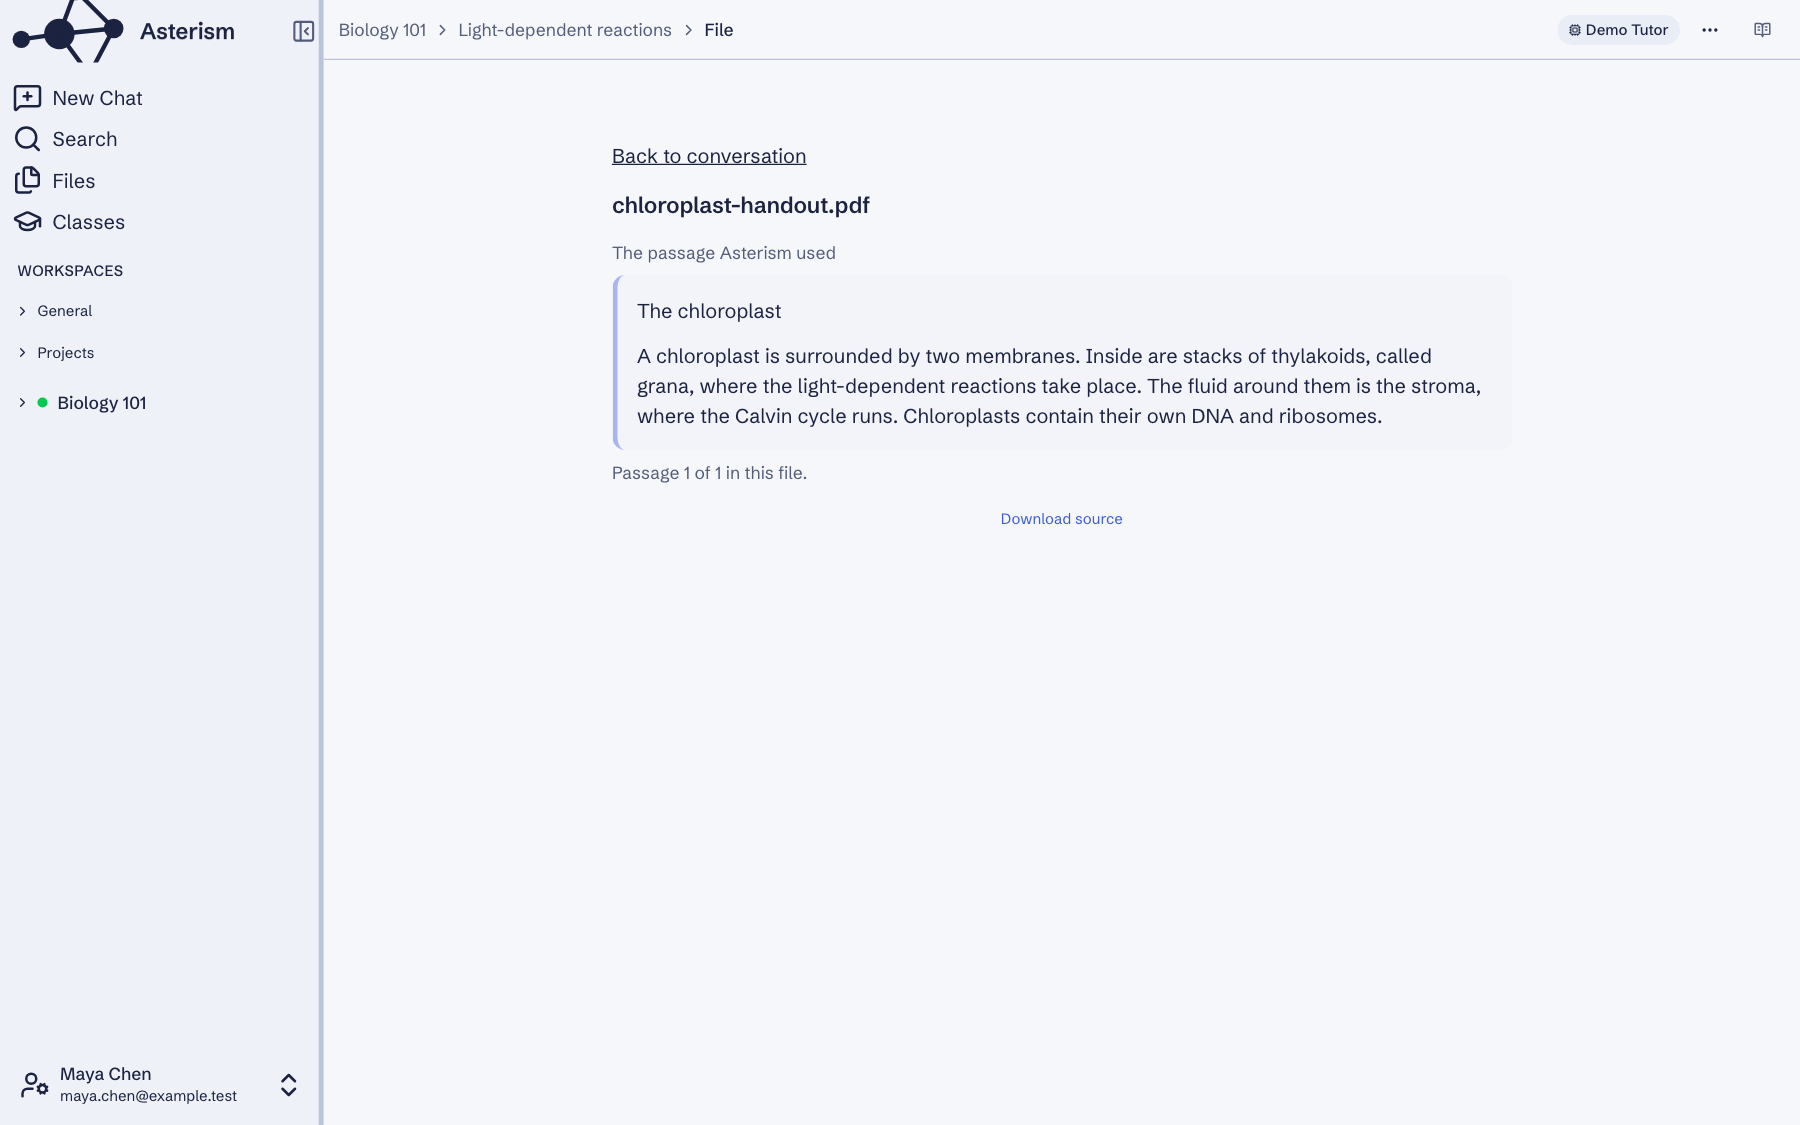 Asterism
New Chat
Search
Files
Classes
WORKSPACES
General
Projects
Biology 101
Maya Chen
maya.chen@example.test
Biology 101 > Light-dependent reactions > File
Demo Tutor
Back to conversation
chloroplast-handout.pdf
The passage Asterism used
The chloroplast
A chloroplast is surrounded by two membranes. Inside are stacks of thylakoids, called
grana, where the light-dependent reactions take place. The fluid around them is the stroma,
where the Calvin cycle runs. Chloroplasts contain their own DNA and ribosomes.
Passage 1 of 1 in this file.
Download source